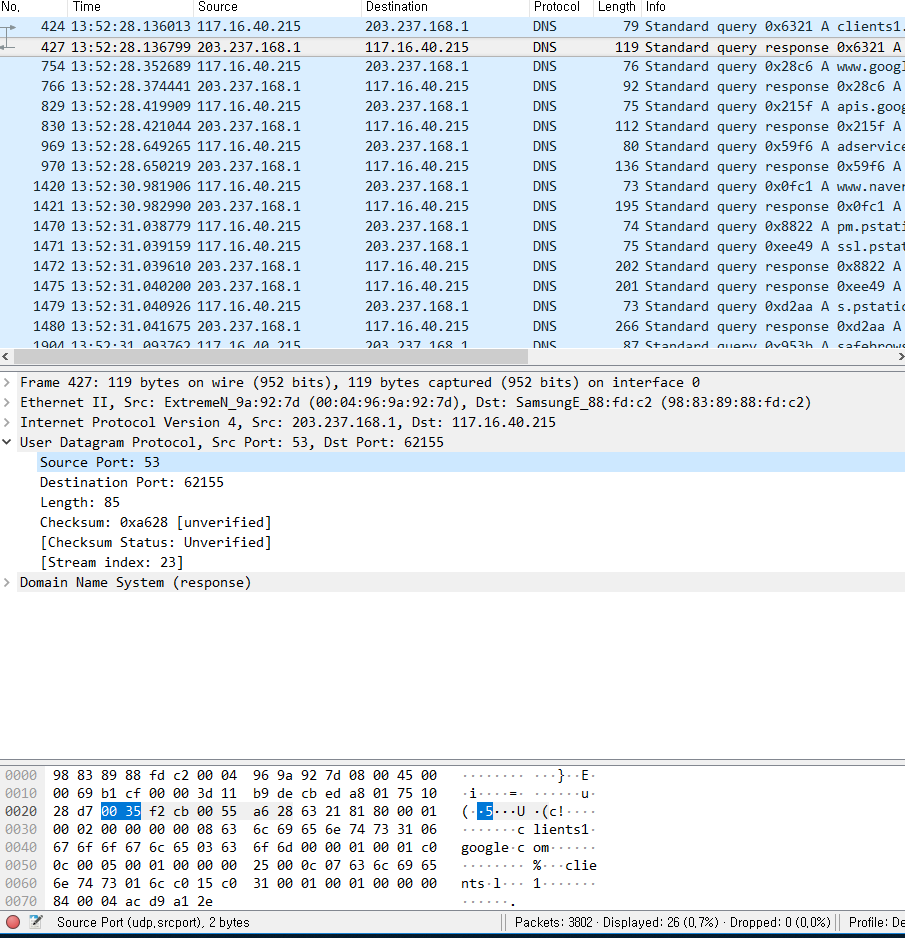 No. Time Source Destination Protocol Length Info
424 13:52:28.136013 117.16.40.215 203.237.168.1 DNS 79 Standard query 0x6321 A clients1.
427 13:52:28.136799 203.237.168.1 117.16.40.215 DNS 119 Standard query response 0x6321 A
754 13:52:28.352689 117.16.40.215 203.237.168.1 DNS 76 Standard query 0x28c6 A www.googl
766 13:52:28.374441 203.237.168.1 117.16.40.215 DNS 92 Standard query response 0x28c6 A
829 13:52:28.419909 117.16.40.215 203.237.168.1 DNS 75 Standard query 0x215f A apis.goog
830 13:52:28.421044 203.237.168.1 117.16.40.215 DNS 112 Standard query response 0x215f A
969 13:52:28.649265 117.16.40.215 203.237.168.1 DNS 80 Standard query 0x59f6 A adservice
970 13:52:28.650219 203.237.168.1 117.16.40.215 DNS 136 Standard query response 0x59f6 A
1420 13:52:30.981906 117.16.40.215 203.237.168.1 DNS 73 Standard query 0x0fc1 A www.naver
1421 13:52:30.982990 203.237.168.1 117.16.40.215 DNS 195 Standard query response 0x0fc1 A
1470 13:52:31.038779 117.16.40.215 203.237.168.1 DNS 74 Standard query 0x8822 A pm.pstati
1471 13:52:31.039159 117.16.40.215 203.237.168.1 DNS 75 Standard query 0xee49 A ssl.pstat
1472 13:52:31.039610 203.237.168.1 117.16.40.215 DNS 202 Standard query response 0x8822 A
1475 13:52:31.040200 203.237.168.1 117.16.40.215 DNS 201 Standard query response 0xee49 A
1479 13:52:31.040926 117.16.40.215 203.237.168.1 DNS 73 Standard query 0xd2aa A s.pstatic
1480 13:52:31.041675 203.237.168.1 117.16.40.215 DNS 266 Standard query response 0xd2aa A
1904 13:52:31.093762 117.16.40.215 203.237.168.1 DNS 87 Standard query 0x953b A safebrows
Frame 427: 119 bytes on wire (952 bits), 119 bytes captured (952 bits) on interface 0
Ethernet II, Src: ExtremeN_9a:92:7d (00:04:96:9a:92:7d), Dst: SamsungE_88:fd:c2 (98:83:89:88:fd:c2)
Internet Protocol Version 4, Src: 203.237.168.1, Dst: 117.16.40.215
User Datagram Protocol, Src Port: 53, Dst Port: 62155
Source Port: 53
Destination Port: 62155
Length: 85
Checksum: 0xa628 [unverified]
[Checksum Status: Unverified]
[Stream index: 23]
Domain Name System (response)
0000 98 83 89 88 fd c2 00 04 96 9a 92 7d 08 00 45 00 ········ ···}··E·
0010 00 69 b1 cf 00 00 3d 11 b9 de cb ed a8 01 75 10 ·i····=· ······u·
0020 28 d7 00 35 f2 cb 00 55 a6 28 63 21 81 80 00 01 (··5···U ·(c!····
0030 00 02 00 00 00 00 08 63 6c 69 65 6e 74 73 31 06 ·······c lients1·
0040 67 6f 6f 67 6c 65 03 63 6f 6d 00 00 01 00 01 c0 google·c om······
0050 0c 00 05 00 01 00 00 00 25 00 0c 07 63 6c 69 65 ········ %···clie
0060 6e 74 73 01 6c c0 15 c0 31 00 01 00 01 00 00 00 nts·l··· 1·······
0070 84 00 04 ac d9 a1 2e ······.
Source Port (udp.srcport), 2 bytes Packets: 3802 · Displayed: 26 (0.7%) · Dropped: 0 (0.0%) Profile: De